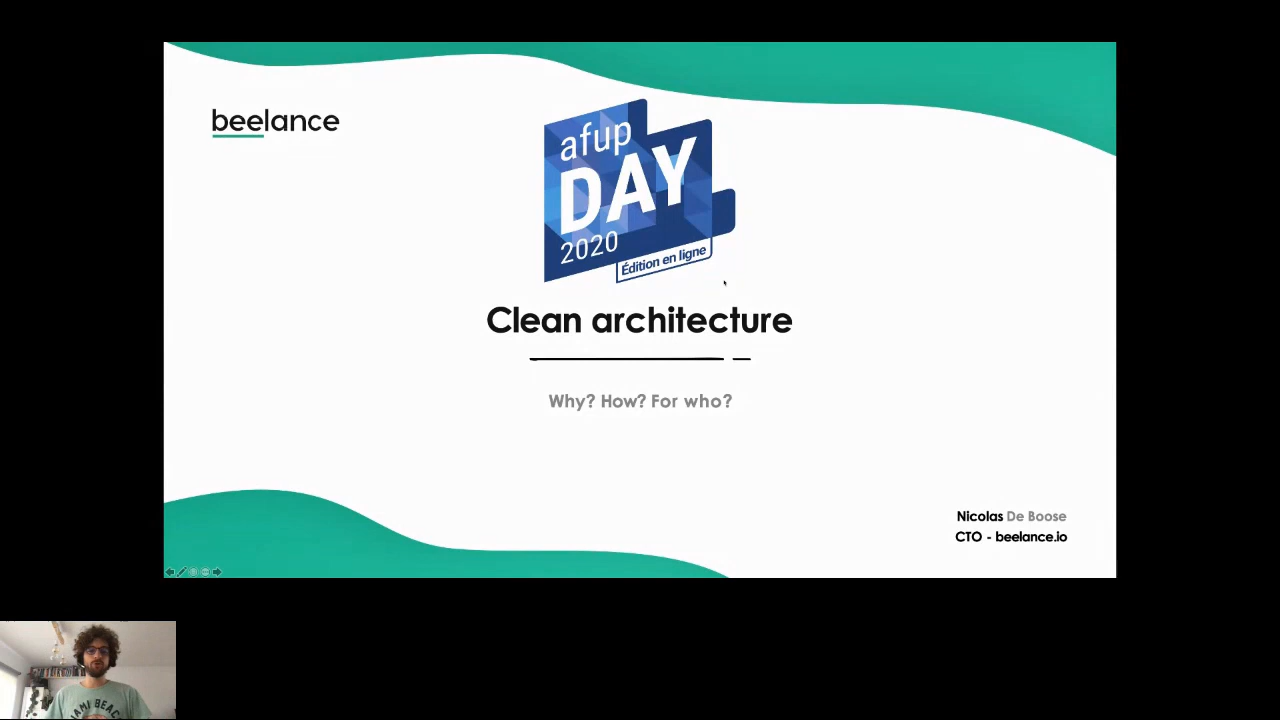 beelance
afup
DAY
2020
Édition en ligne
Clean architecture
Why? How? For who?
Nicolas De Boose
CTO - beelance.io